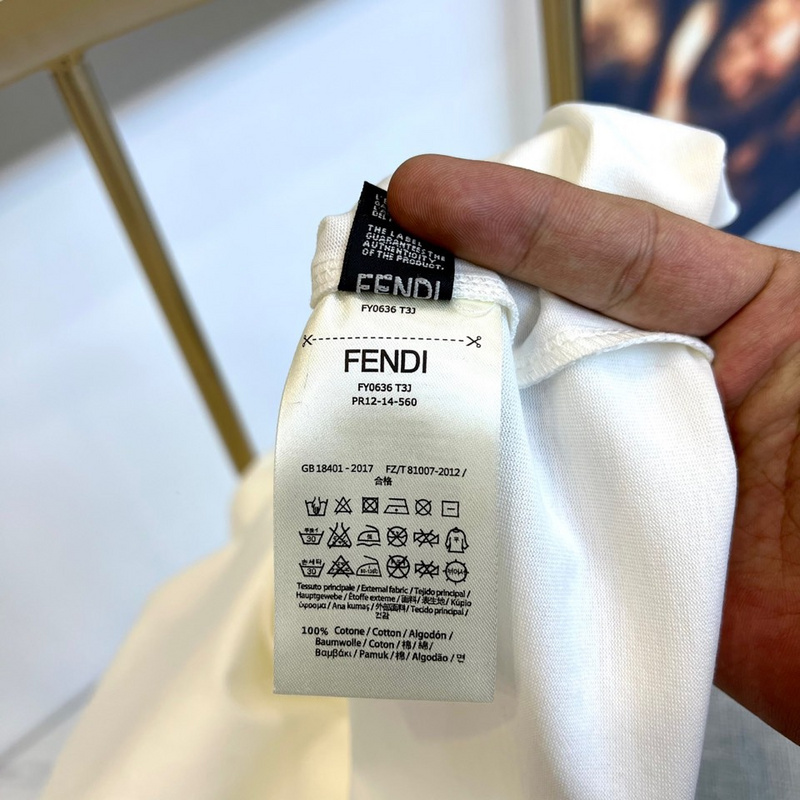 THE LABEL
GUARANTEES THE
AUTHENTICITY
OF THE PRODUCT.
FENDI
FY0636 T3J
FENDI
FY0636 T3J
PR12-14-560
GB 18401 - 2017 FZ/T 81007-2012 /
合格
30
30
Tessuto principale / External fabric / Tejido principal /
Hauptgewebe / Étoffe externe / 面料 / 表生地 / Κύριο
ύφασμα / Ana kumaş / 外部面料 / Tecido principal /
100% Cotone / Cotton / Algodón /
Baumwolle / Coton / 棉 / 綿 /
Βαμβάκι / Pamuk / 棉 / Algodão / 면